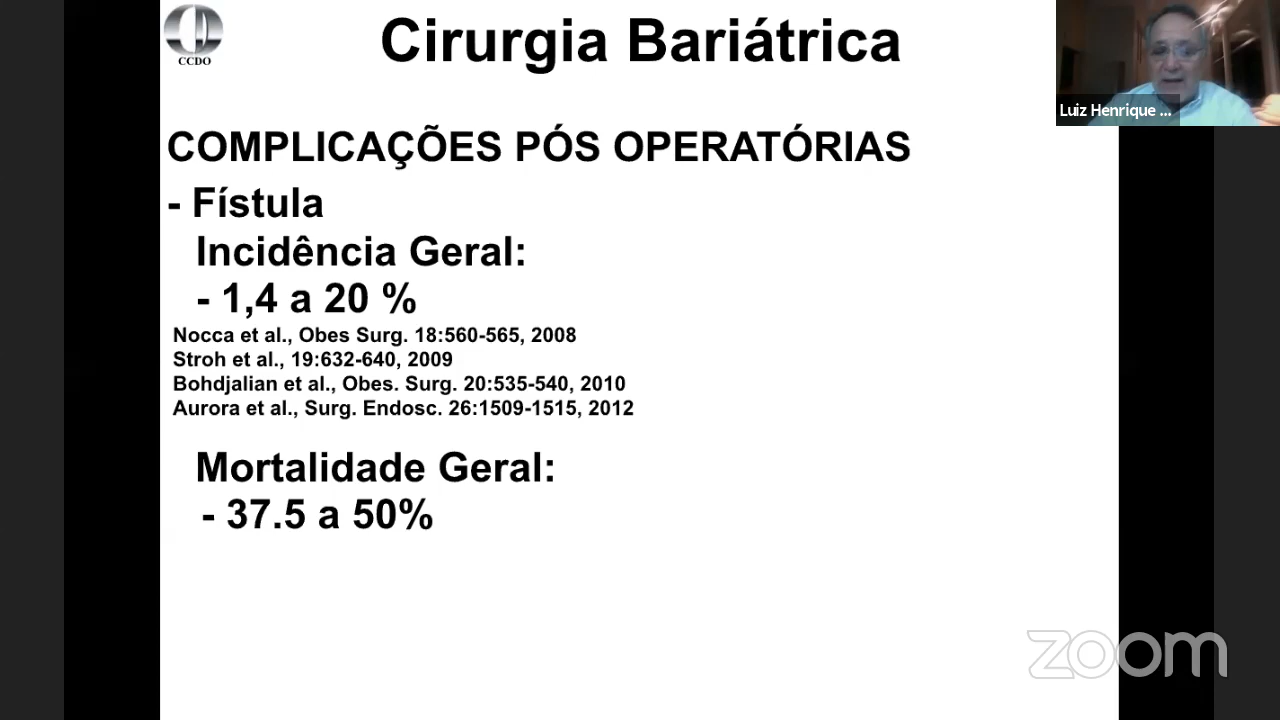 CCDO
Cirurgia Bariátrica
Luiz Henrique ...
COMPLICAÇÕES PÓS OPERATÓRIAS
- Fístula
Incidência Geral:
- 1,4 a 20 %
Nocca et al., Obes Surg. 18:560-565, 2008
Stroh et al., 19:632-640, 2009
Bohdjalian et al., Obes. Surg. 20:535-540, 2010
Aurora et al., Surg. Endosc. 26:1509-1515, 2012
Mortalidade Geral:
- 37.5 a 50%
zoom